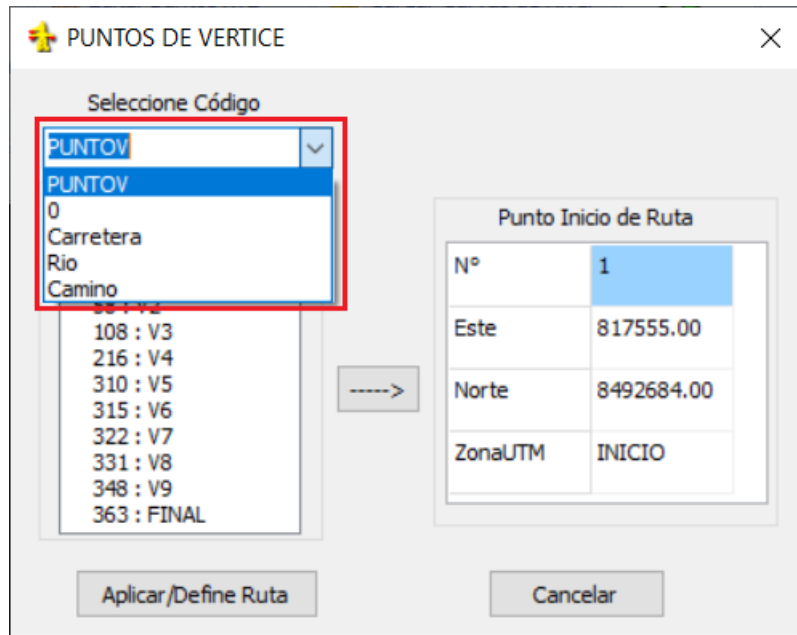 PUNTOS DE VERTICE
Seleccione Código
PUNTOV
PUNTOV
0
Carretera
Rio
Camino
108 : V3
216 : V4
310 : V5
315 : V6
322 : V7
331 : V8
348 : V9
363 : FINAL
----->
Punto Inicio de Ruta
N° 1
Este 817555.00
Norte 8492684.00
ZonaUTM INICIO
Aplicar/Define Ruta
Cancelar